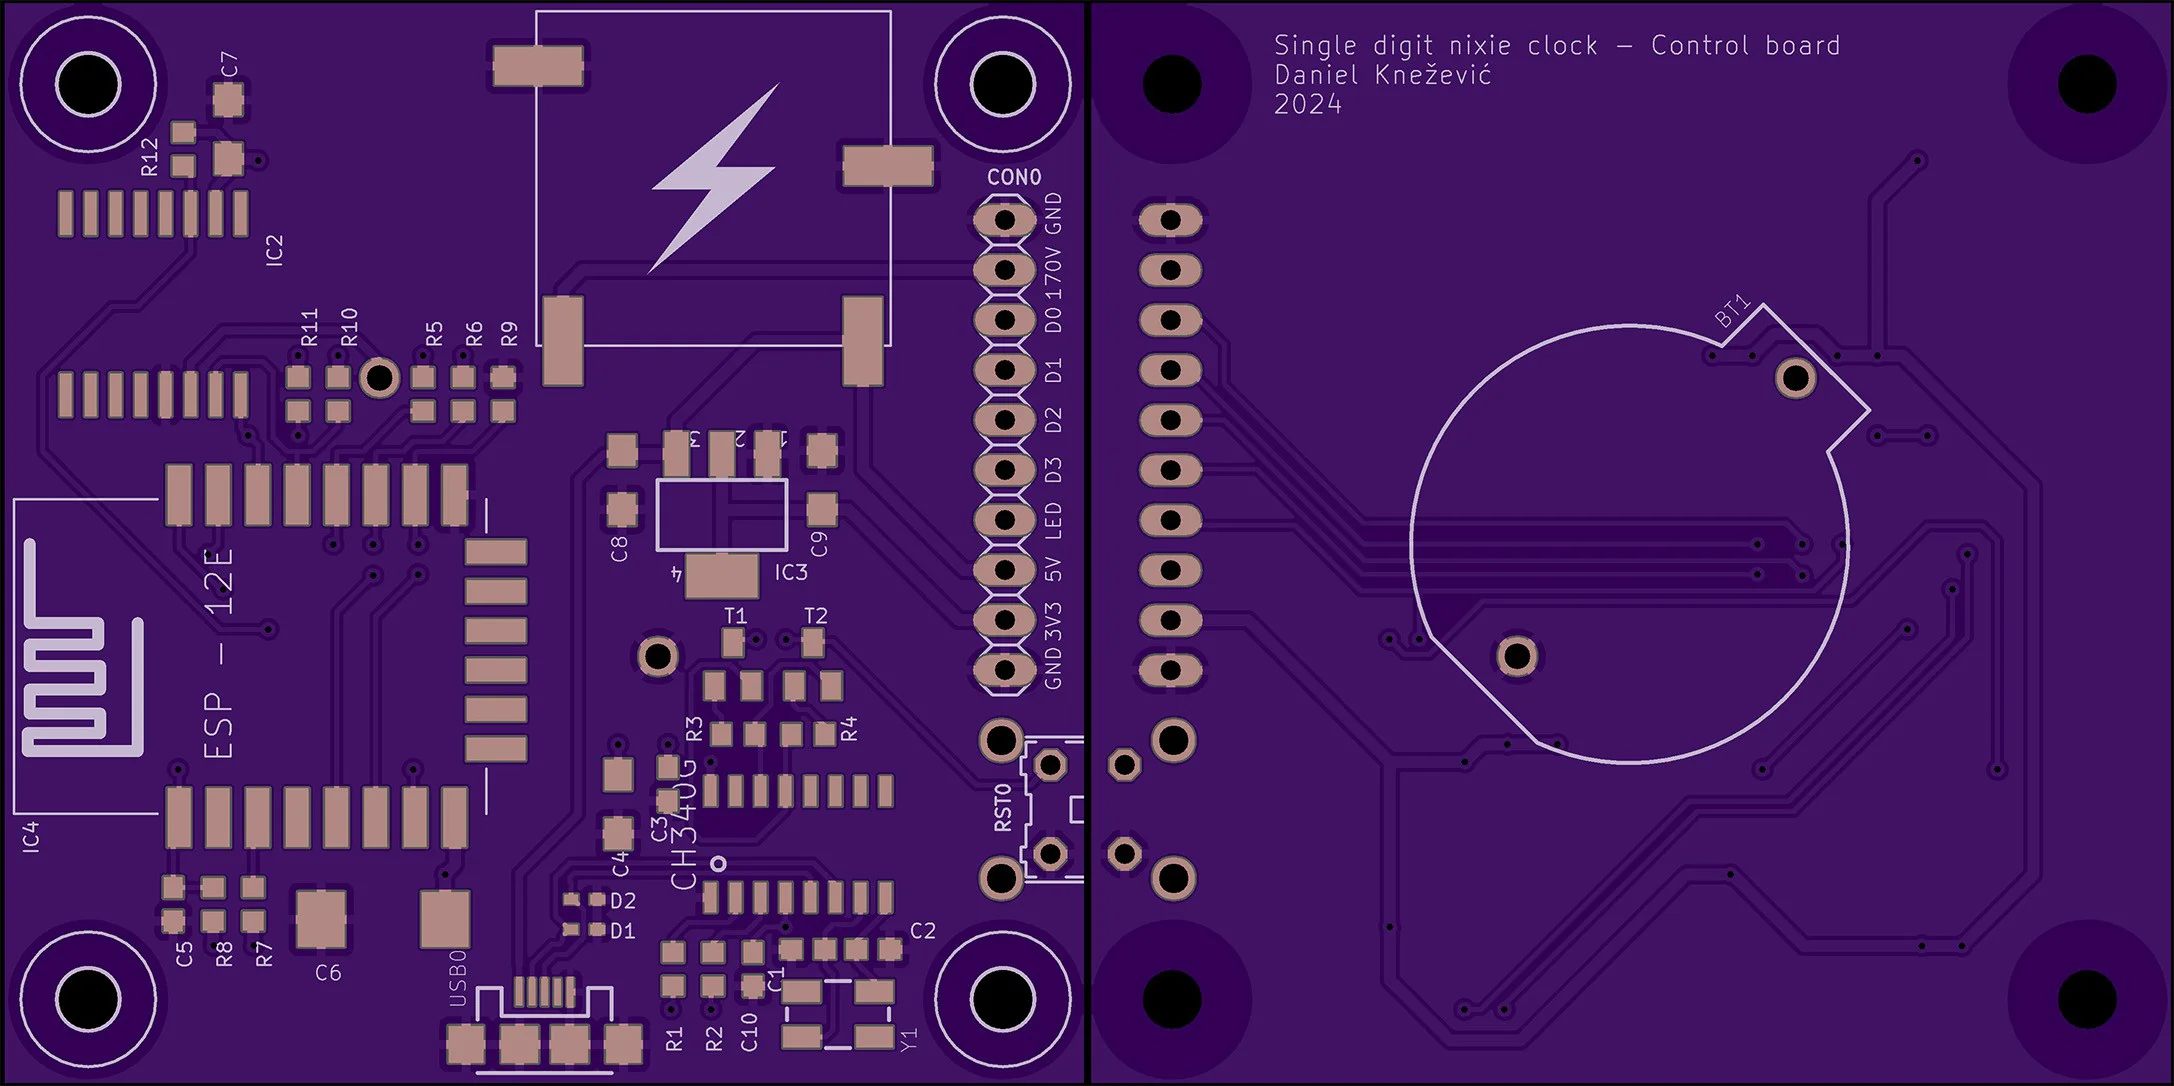 C7
R12
IC2
R11
R10
R5
R6
R9
CON0
GND
170V
D0
D1
D2
D3
LED
5V
3V3
GND
3
2
1
C8
C9
4
IC3
T1
T2
R3
R4
ESP - 12E
IC4
C3
C4
CH340G
RST0
D2
D1
C5
R8
R7
C6
USB0
C2
C1
R1
R2
C10
Y1
Single digit nixie clock – Control board
Daniel Knežević
2024
BT1